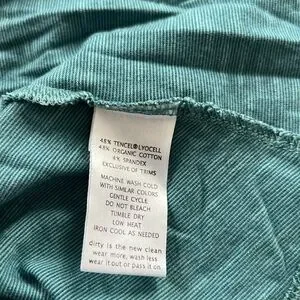 48% TENCEL®LYOCELL
48% ORGANIC COTTON
4% SPANDEX
EXCLUSIVE OF TRIMS
MACHINE WASH COLD
WITH SIMILAR COLORS
GENTLE CYCLE
DO NOT BLEACH
TUMBLE DRY
LOW HEAT
IRON COOL AS NEEDED
dirty is the new clean
wear more, wash less
wear it out or pass it on